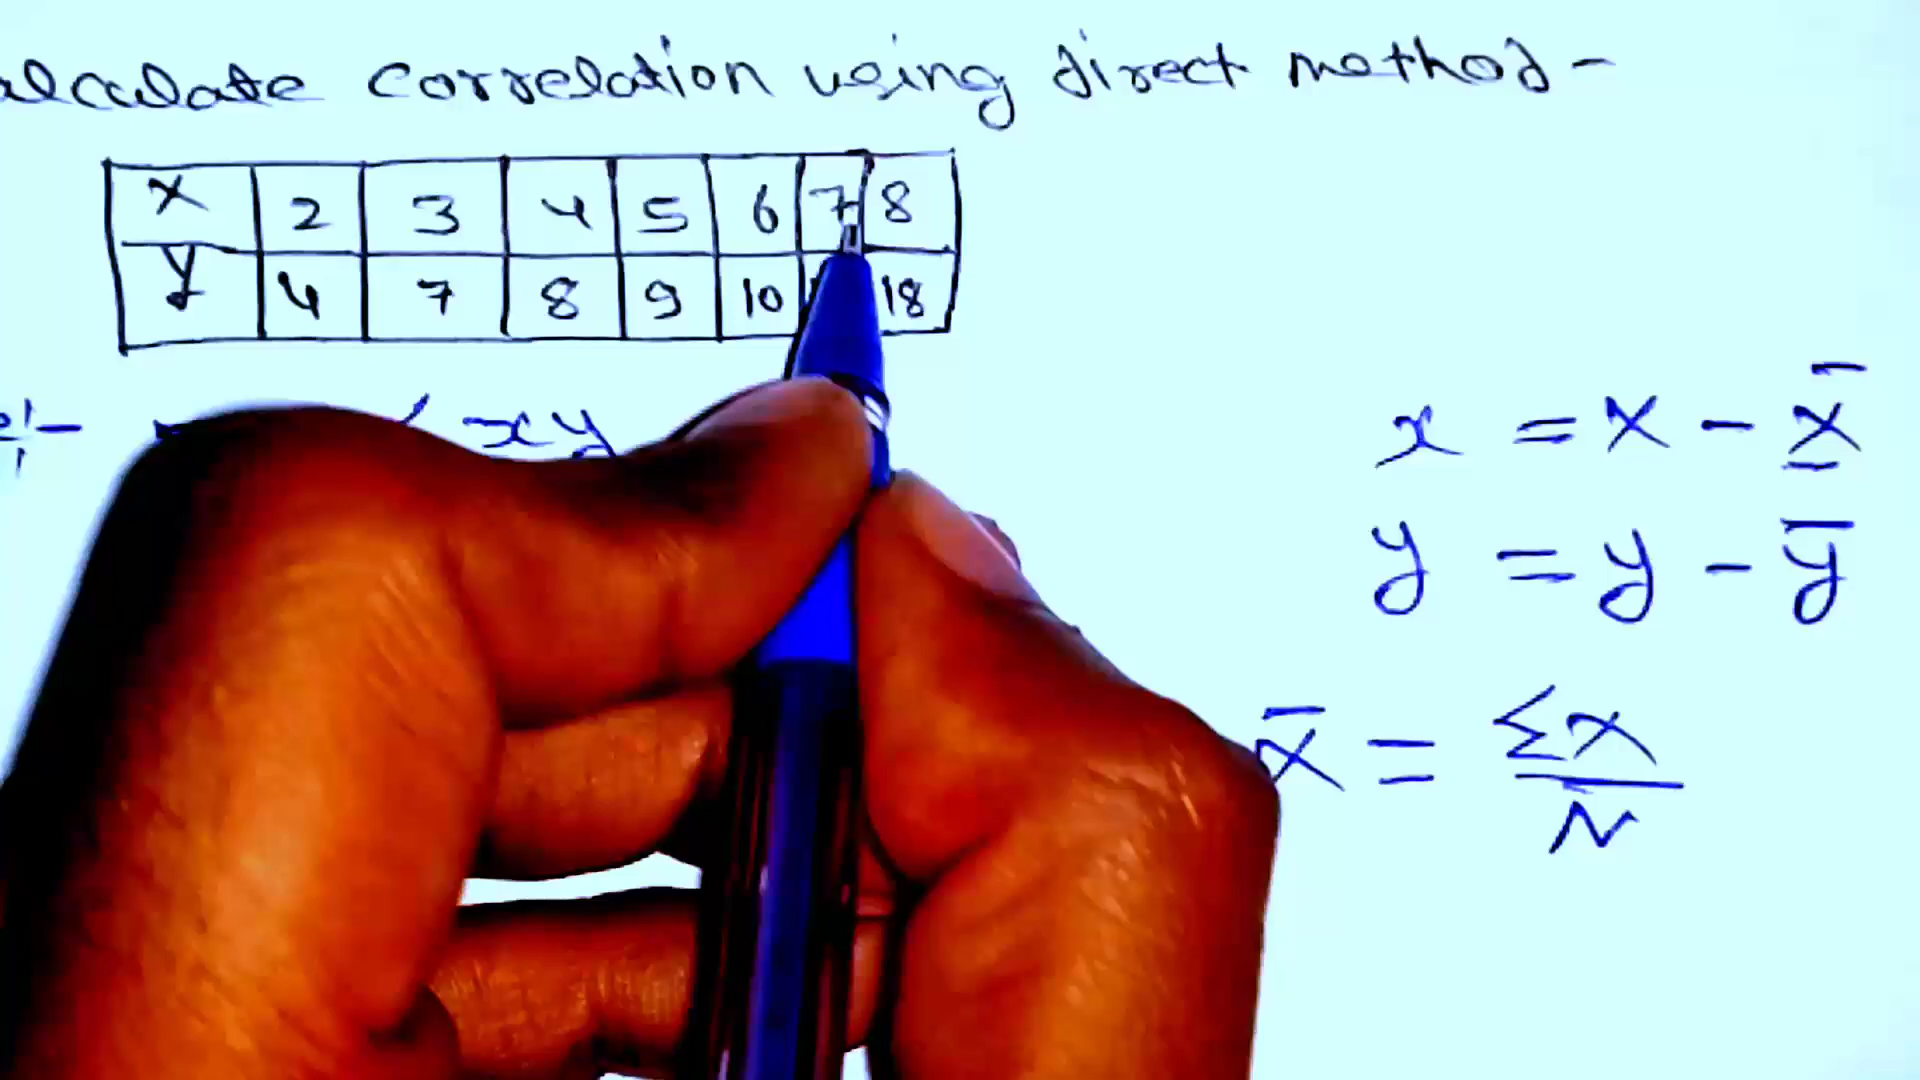 alculate correlation using direct method -
X 2 3 4 5 6 7 8
y 4 7 8 9 10 18
xy
x = X - X̄
y = y - ȳ
X̄ = ΣX / N